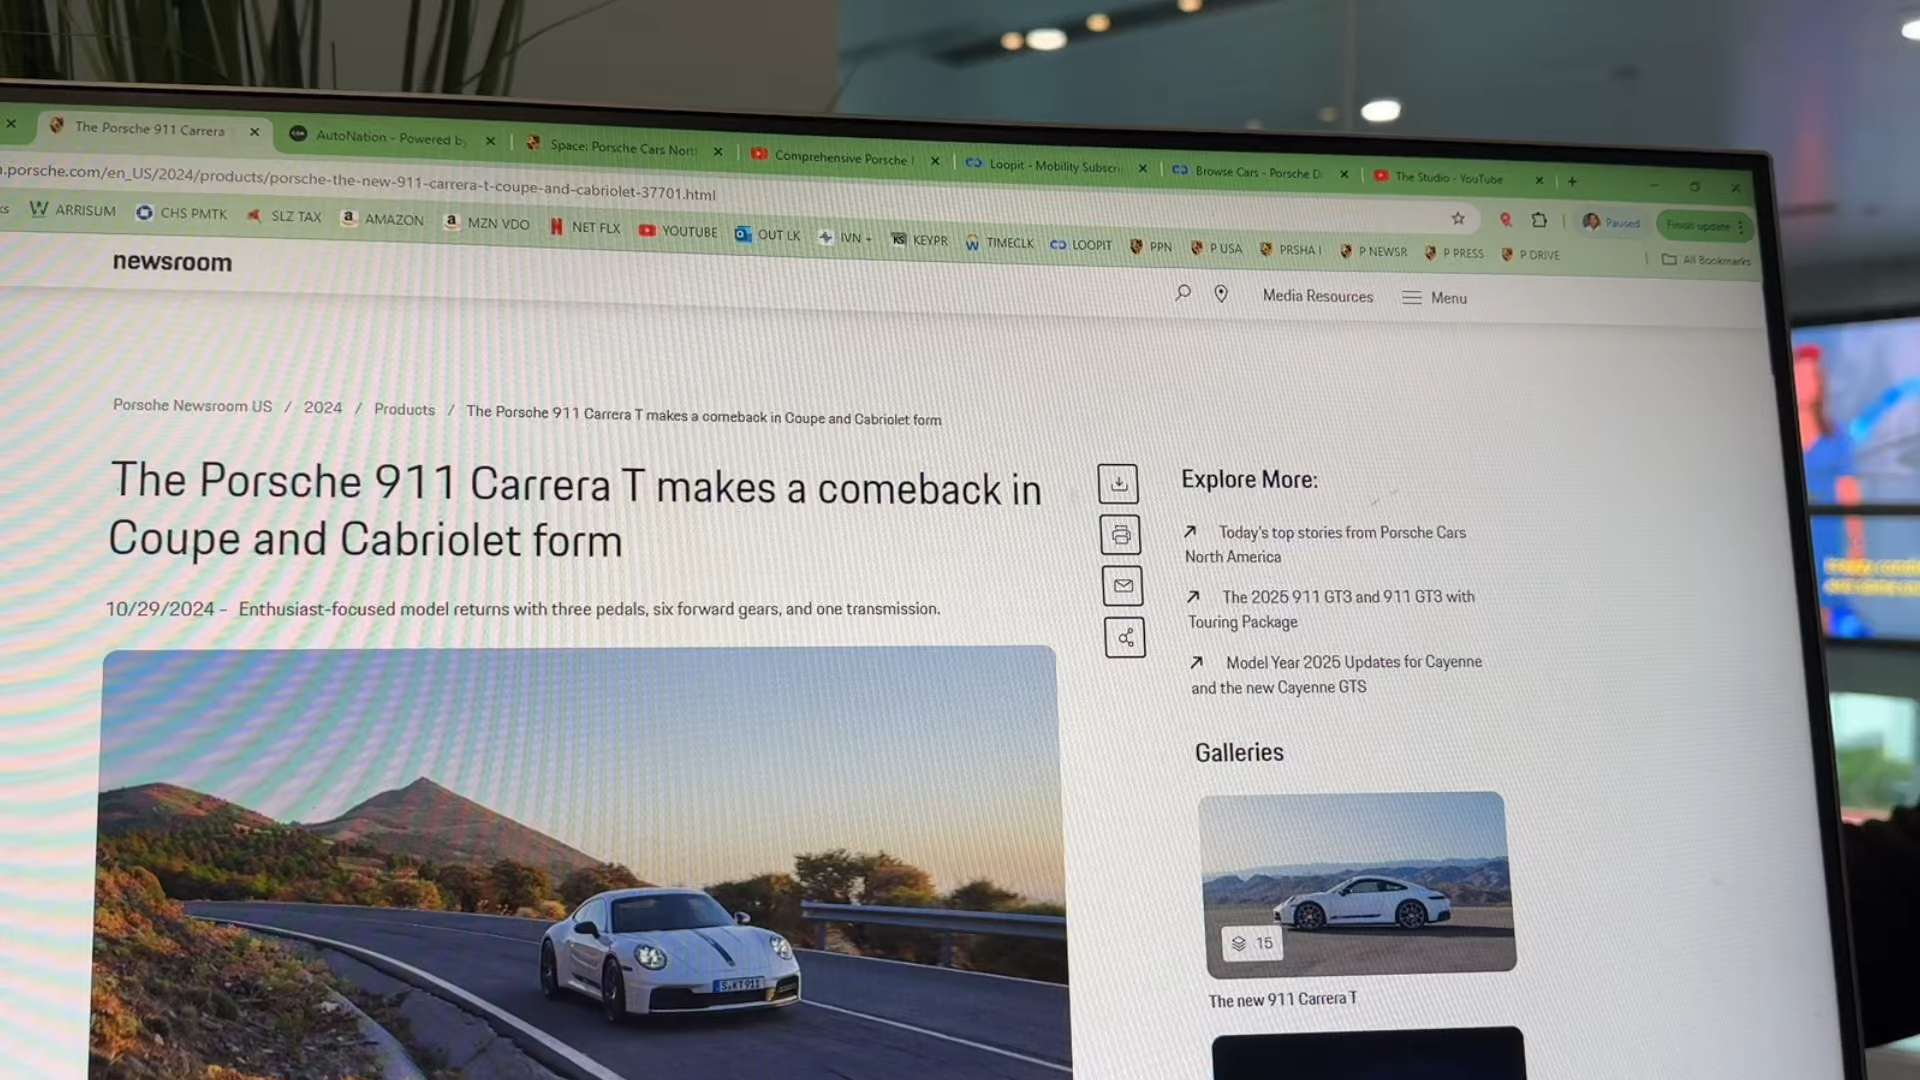 The Porsche 911 Carrera
AutoNation - Powered by
Space: Porsche Cars Nort
Comprehensive Porsche
Loopit - Mobility Subscri
Browse Cars - Porsche D
The Studio - YouTube
.porsche.com/en_US/2024/products/porsche-the-new-911-carrera-t-coupe-and-cabriolet-37701.html
Paused
Finish update
ARRISUM
CHS PMTK
SLZ TAX
AMAZON
MZN VDO
NET FLX
YOUTUBE
OUT LK
IVN +
KEYPR
TIMECLK
LOOPIT
PPN
P USA
PRSHA
P NEWSR
P PRESS
P DRIVE
All Bookmarks
newsroom
Media Resources
Menu
Porsche Newsroom US / 2024 / Products / The Porsche 911 Carrera T makes a comeback in Coupe and Cabriolet form
The Porsche 911 Carrera T makes a comeback in
Coupe and Cabriolet form
10/29/2024 - Enthusiast-focused model returns with three pedals, six forward gears, and one transmission.
S·KT911
Explore More:
Today's top stories from Porsche Cars
North America
The 2025 911 GT3 and 911 GT3 with
Touring Package
Model Year 2025 Updates for Cayenne
and the new Cayenne GTS
Galleries
15
The new 911 Carrera T